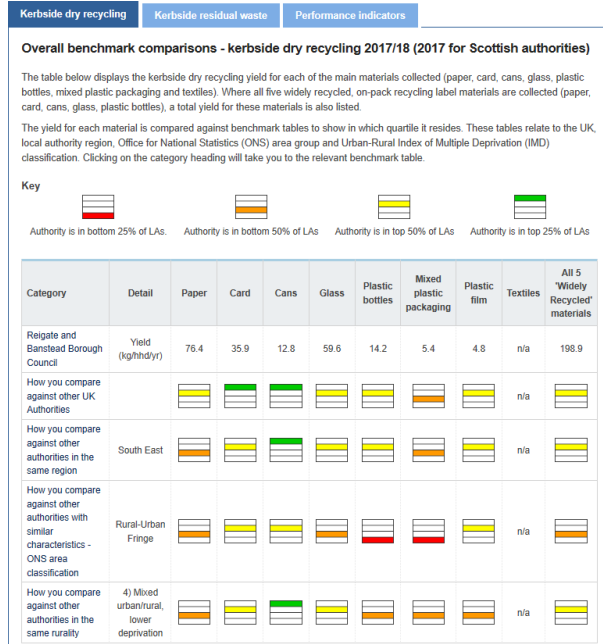 Kerbside dry recycling
Kerbside residual waste
Performance indicators
Overall benchmark comparisons - kerbside dry recycling 2017/18 (2017 for Scottish authorities)
The table below displays the kerbside dry recycling yield for each of the main materials collected (paper, card, cans, glass, plastic
bottles, mixed plastic packaging and textiles). Where all five widely recycled, on-pack recycling label materials are collected (paper,
card, cans, glass, plastic bottles), a total yield for these materials is also listed.
The yield for each material is compared against benchmark tables to show in which quartile it resides. These tables relate to the UK,
local authority region, Office for National Statistics (ONS) area group and Urban-Rural Index of Multiple Deprivation (IMD)
classification. Clicking on the category heading will take you to the relevant benchmark table.
Key
Authority is in bottom 25% of LAs.
Authority is in bottom 50% of LAs
Authority is in top 50% of LAs
Authority is in top 25% of LAs
Category
Detail
Paper
Card
Cans
Glass
Plastic
bottles
Mixed
plastic
packaging
Plastic
film
Textiles
All 5
'Widely
Recycled'
materials
Reigate and
Banstead Borough
Council
Yield
(kg/hhd/yr)
76.4
35.9
12.8
59.6
14.2
5.4
4.8
n/a
198.9
How you compare
against other UK
Authorities
n/a
How you compare
against other
authorities in the
same region
South East
n/a
How you compare
against other
authorities with
similar
characteristics -
ONS area
classification
Rural-Urban
Fringe
n/a
How you compare
against other
authorities in the
same rurality
4) Mixed
urban/rural,
lower
deprivation
n/a